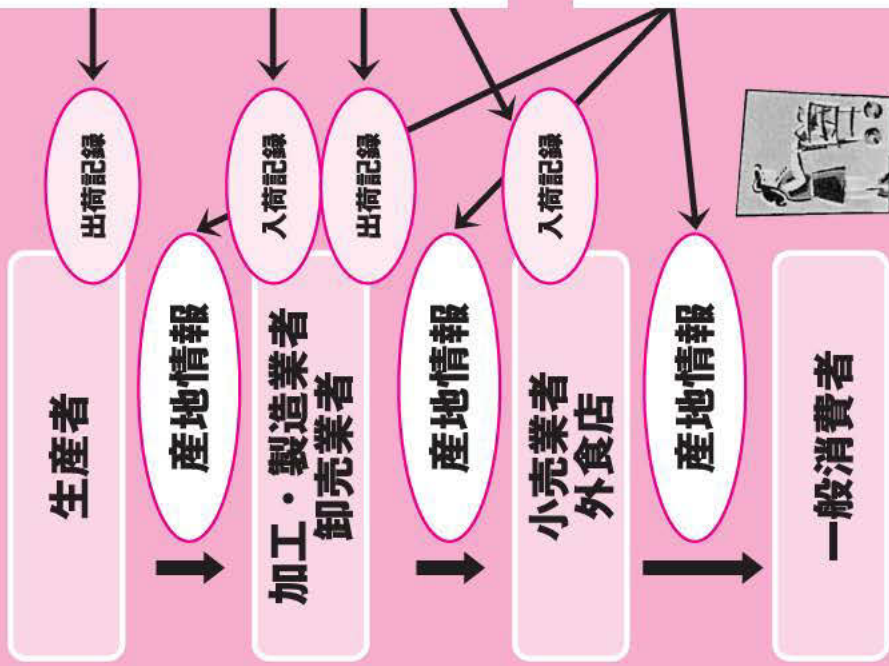 出荷記録
入荷記録
出荷記録
入荷記録
生産者
産地情報
加工・製造業者
卸売業者
産地情報
小売業者
外食店
産地情報
一般消費者